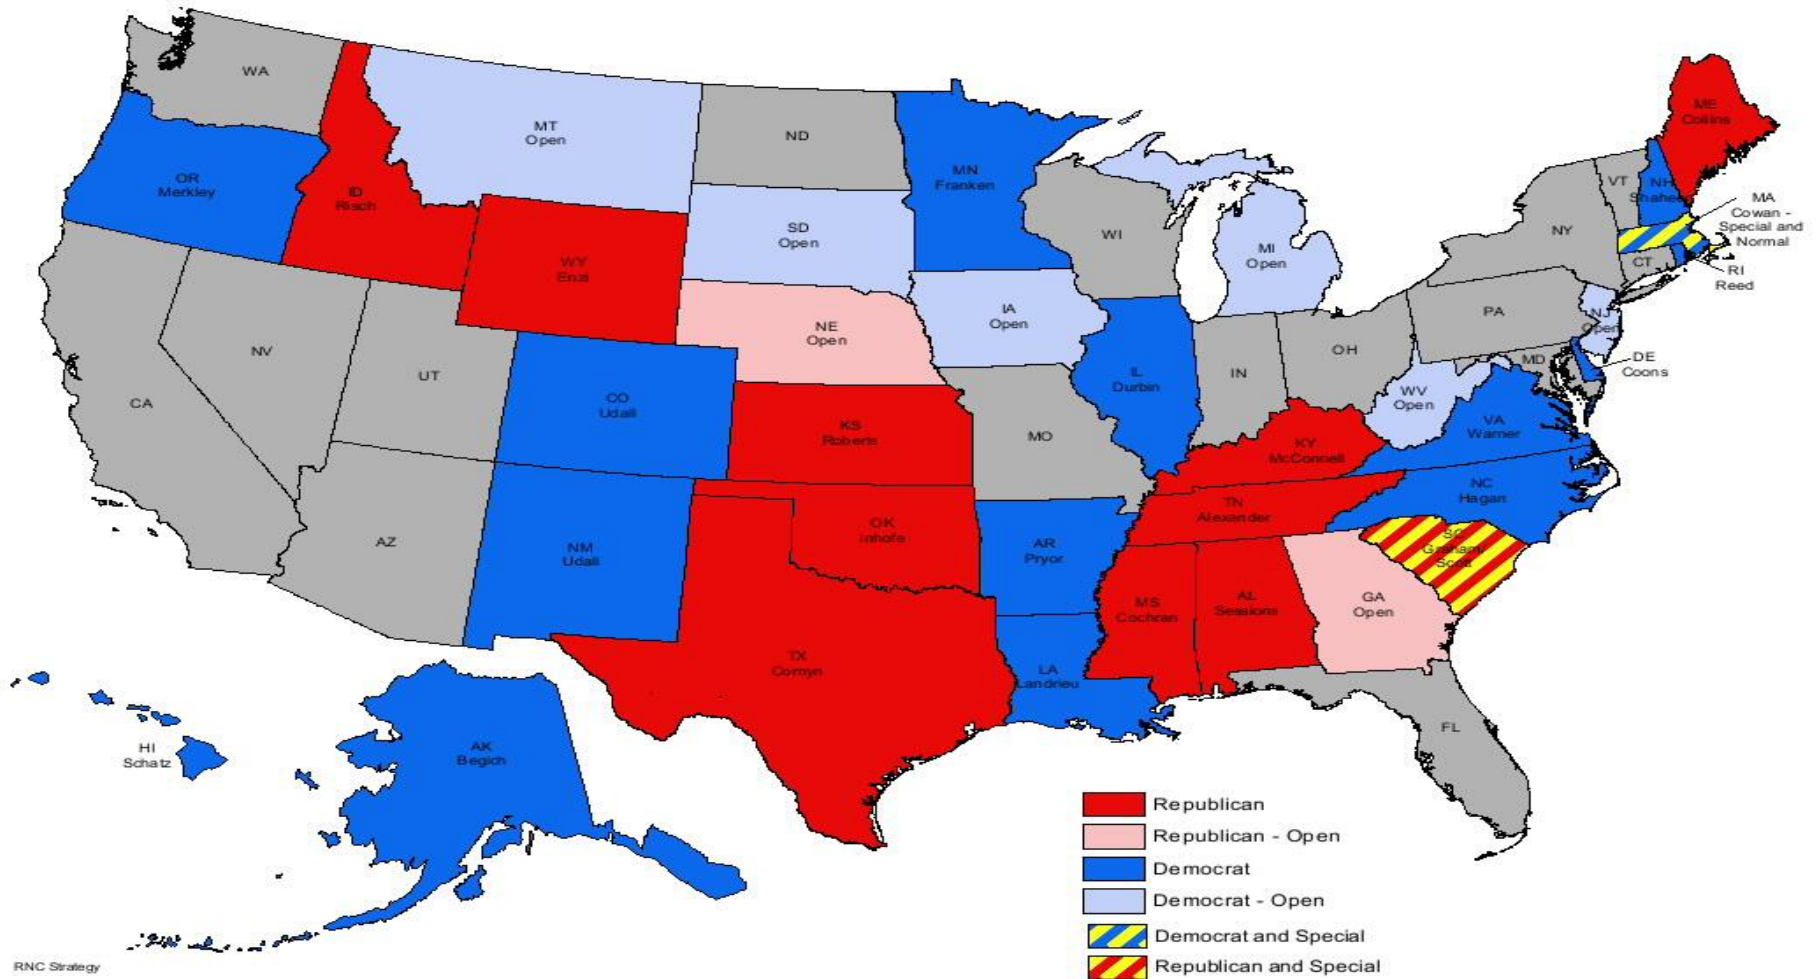 WA
MT
Open
ND
MN
Franken
ME
Collins
OR
Merkley
ID
Risch
SD
Open
WI
MI
Open
NY
VT
NH
Shaheen
MA
Cowan -
Special and
Normal
CT
RI
Reed
WY
Enzi
NE
Open
IA
Open
PA
NJ
Open
NV
UT
CO
Udall
IL
Durbin
IN
OH
MD
DE
Coons
CA
KS
Roberts
MO
WV
Open
VA
Warner
KY
McConnell
NC
Hagan
TN
Alexander
AZ
NM
Udall
OK
Inhofe
AR
Pryor
SC
Graham/
Scott
MS
Cochran
AL
Sessions
GA
Open
TX
Cornyn
LA
Landrieu
FL
HI
Schatz
AK
Begich
Republican
Republican - Open
Democrat
Democrat - Open
Democrat and Special
Republican and Special
RNC Strategy